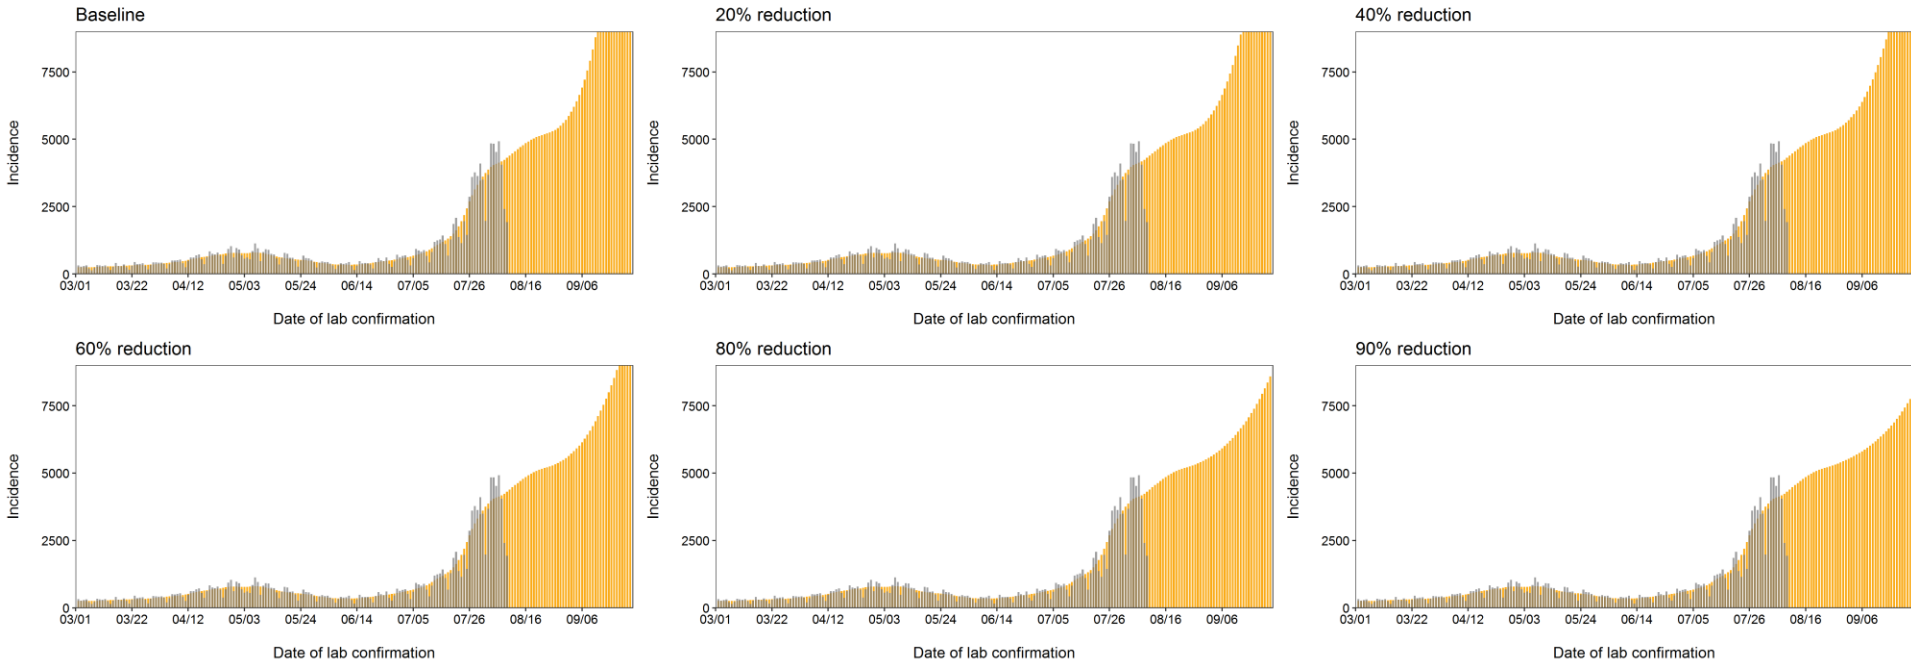 Baseline
20% reduction
40% reduction
Incidence
7500
5000
2500
0
03/01 03/22 04/12 05/03 05/24 06/14 07/05 07/26 08/16 09/06
Date of lab confirmation
Incidence
7500
5000
2500
0
03/01 03/22 04/12 05/03 05/24 06/14 07/05 07/26 08/16 09/06
Date of lab confirmation
Incidence
7500
5000
2500
0
03/01 03/22 04/12 05/03 05/24 06/14 07/05 07/26 08/16 09/06
Date of lab confirmation
60% reduction
80% reduction
90% reduction
Incidence
7500
5000
2500
0
03/01 03/22 04/12 05/03 05/24 06/14 07/05 07/26 08/16 09/06
Date of lab confirmation
Incidence
7500
5000
2500
0
03/01 03/22 04/12 05/03 05/24 06/14 07/05 07/26 08/16 09/06
Date of lab confirmation
Incidence
7500
5000
2500
0
03/01 03/22 04/12 05/03 05/24 06/14 07/05 07/26 08/16 09/06
Date of lab confirmation